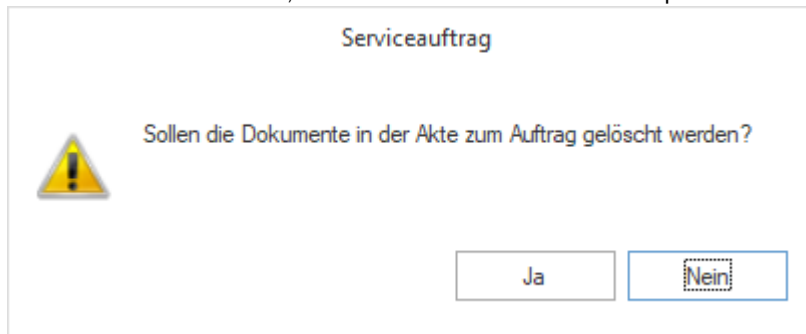 Serviceauftrag
Sollen die Dokumente in der Akte zum Auftrag gelöscht werden?
Ja
Nein